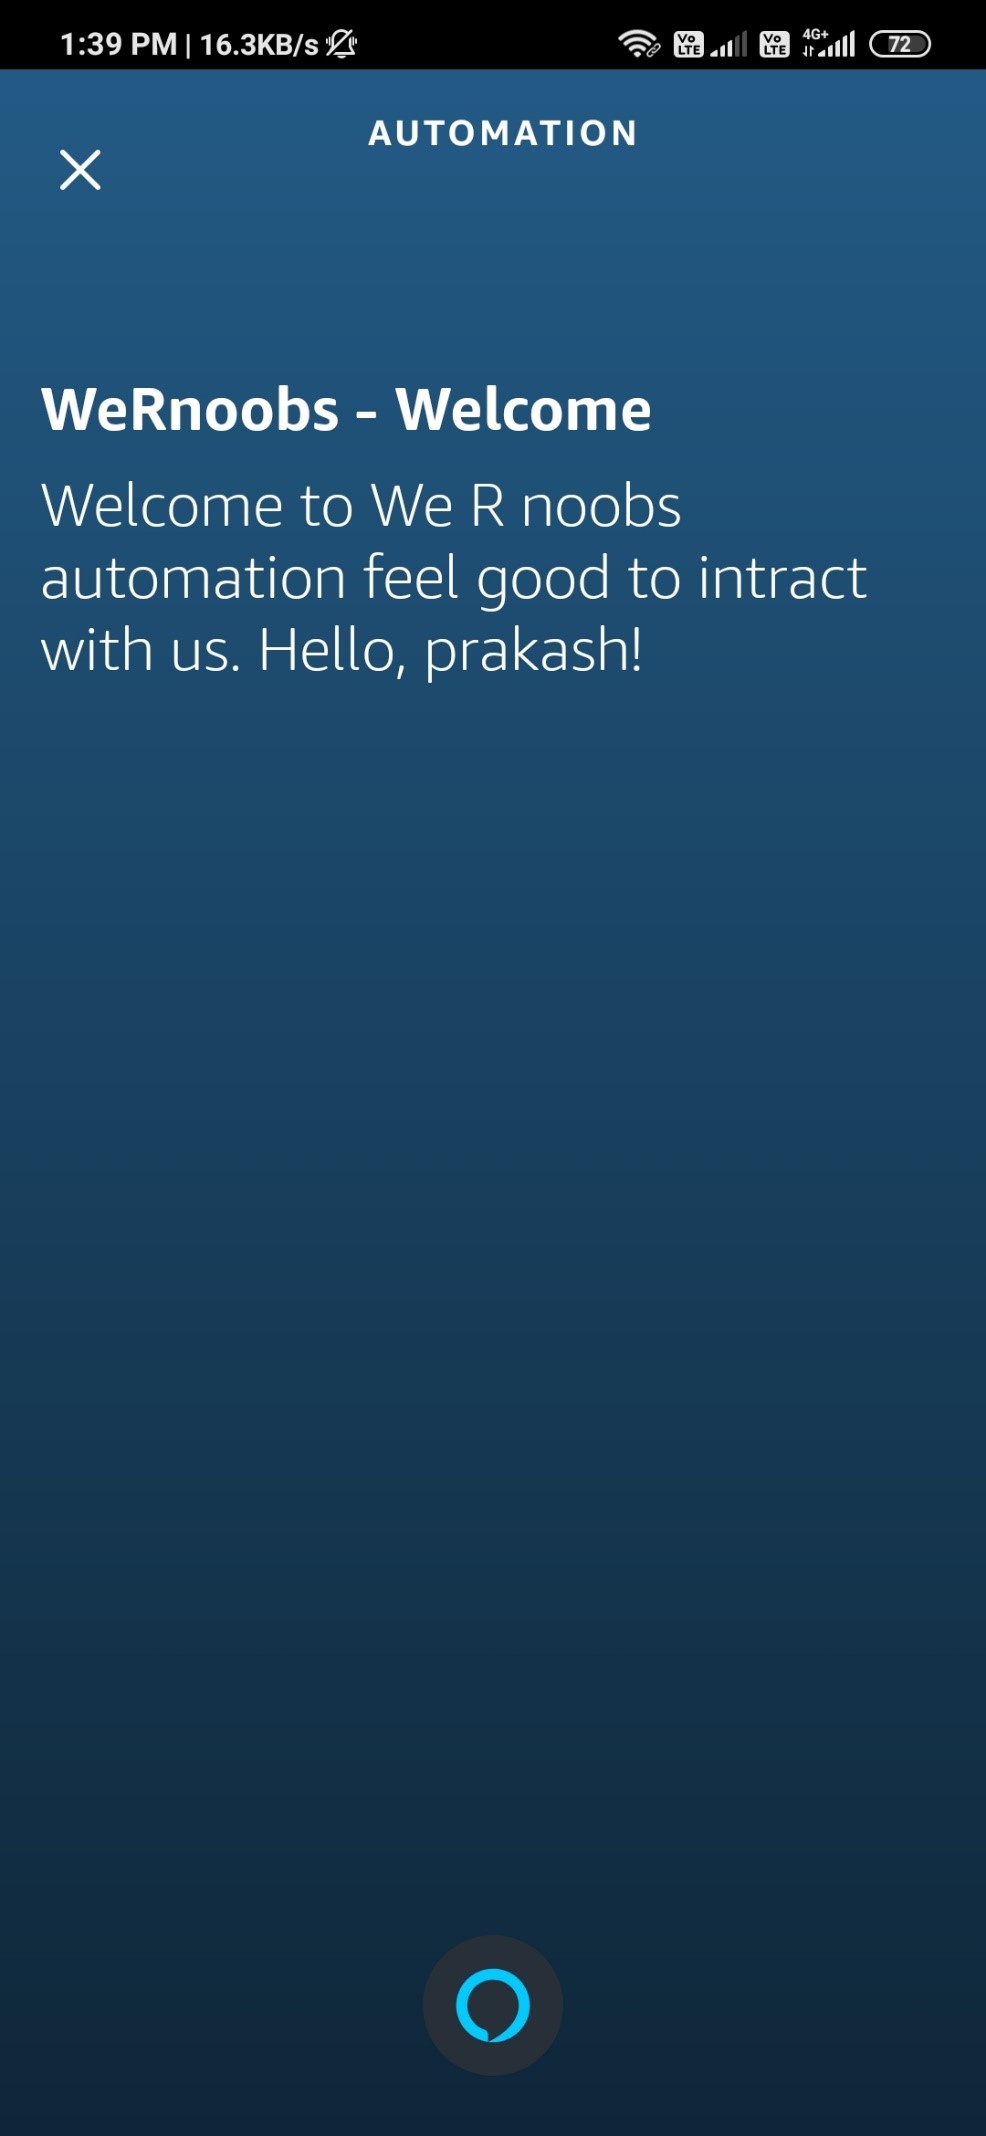 1:39 PM | 16.3KB/s Vo LTE Vo LTE 4G+ 72
AUTOMATION
WeRnoobs - Welcome
Welcome to We R noobs
automation feel good to intract
with us. Hello, prakash!